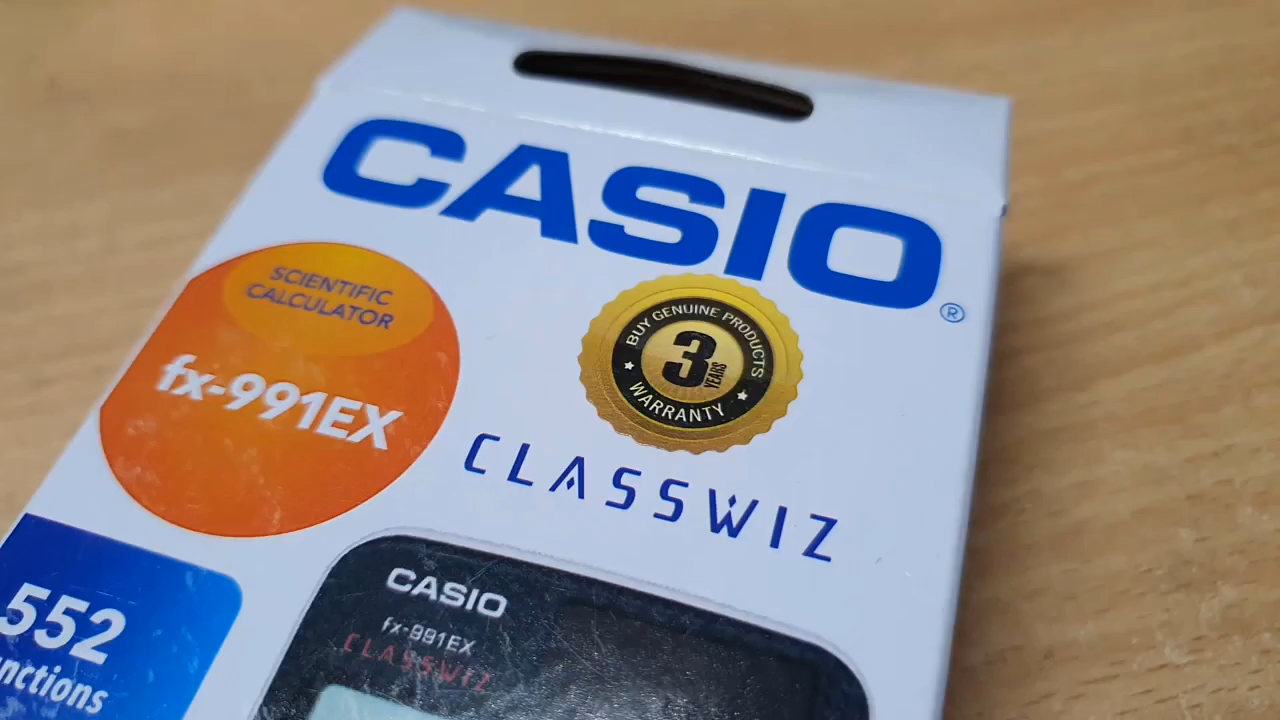 CASIO
®
SCIENTIFIC
CALCULATOR
fx-991EX
BUY GENUINE PRODUCTS
3
YEARS
WARRANTY
CLASSWIZ
552
nctions
CASIO
fx-991EX
CLASSWIZ